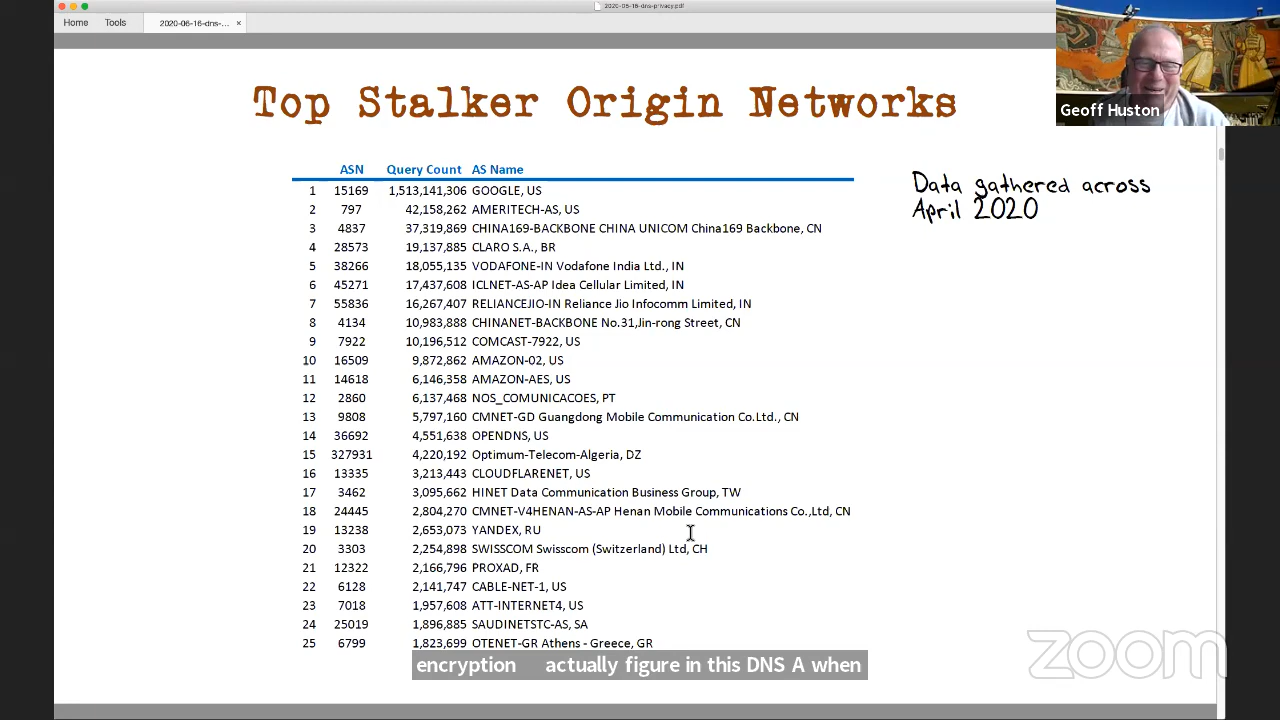 2020-06-16-dns-privacy.pdf
Home Tools 2020-06-16-dns-... ×
Geoff Huston
Top Stalker Origin Networks
Data gathered across
April 2020
ASN Query Count AS Name
1 15169 1,513,141,306 GOOGLE, US
2 797 42,158,262 AMERITECH-AS, US
3 4837 37,319,869 CHINA169-BACKBONE CHINA UNICOM China169 Backbone, CN
4 28573 19,137,885 CLARO S.A., BR
5 38266 18,055,135 VODAFONE-IN Vodafone India Ltd., IN
6 45271 17,437,608 ICLNET-AS-AP Idea Cellular Limited, IN
7 55836 16,267,407 RELIANCEJIO-IN Reliance Jio Infocomm Limited, IN
8 4134 10,983,888 CHINANET-BACKBONE No.31,Jin-rong Street, CN
9 7922 10,196,512 COMCAST-7922, US
10 16509 9,872,862 AMAZON-02, US
11 14618 6,146,358 AMAZON-AES, US
12 2860 6,137,468 NOS_COMUNICACOES, PT
13 9808 5,797,160 CMNET-GD Guangdong Mobile Communication Co.Ltd., CN
14 36692 4,551,638 OPENDNS, US
15 327931 4,220,192 Optimum-Telecom-Algeria, DZ
16 13335 3,213,443 CLOUDFLARENET, US
17 3462 3,095,662 HINET Data Communication Business Group, TW
18 24445 2,804,270 CMNET-V4HENAN-AS-AP Henan Mobile Communications Co.,Ltd, CN
19 13238 2,653,073 YANDEX, RU
20 3303 2,254,898 SWISSCOM Swisscom (Switzerland) Ltd, CH
21 12322 2,166,796 PROXAD, FR
22 6128 2,141,747 CABLE-NET-1, US
23 7018 1,957,608 ATT-INTERNET4, US
24 25019 1,896,885 SAUDINETSTC-AS, SA
25 6799 1,823,699 OTENET-GR Athens - Greece, GR
encryption actually figure in this DNS A when
zoom